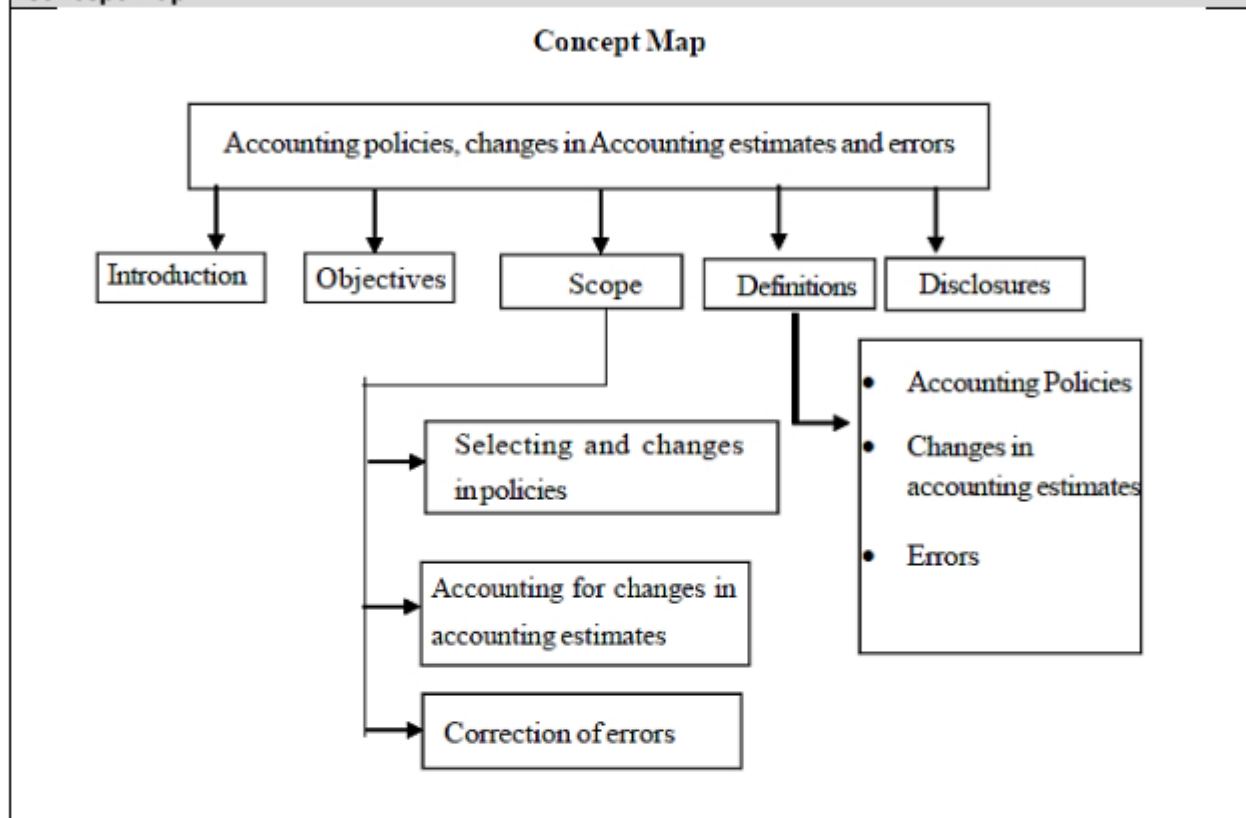 Concept Map
Accounting policies, changes in Accounting estimates and errors
Introduction
Objectives
Scope
Definitions
Disclosures
• Accounting Policies
• Changes in
accounting estimates
• Errors
Selecting and changes
in policies
Accounting for changes in
accounting estimates
Correction of errors